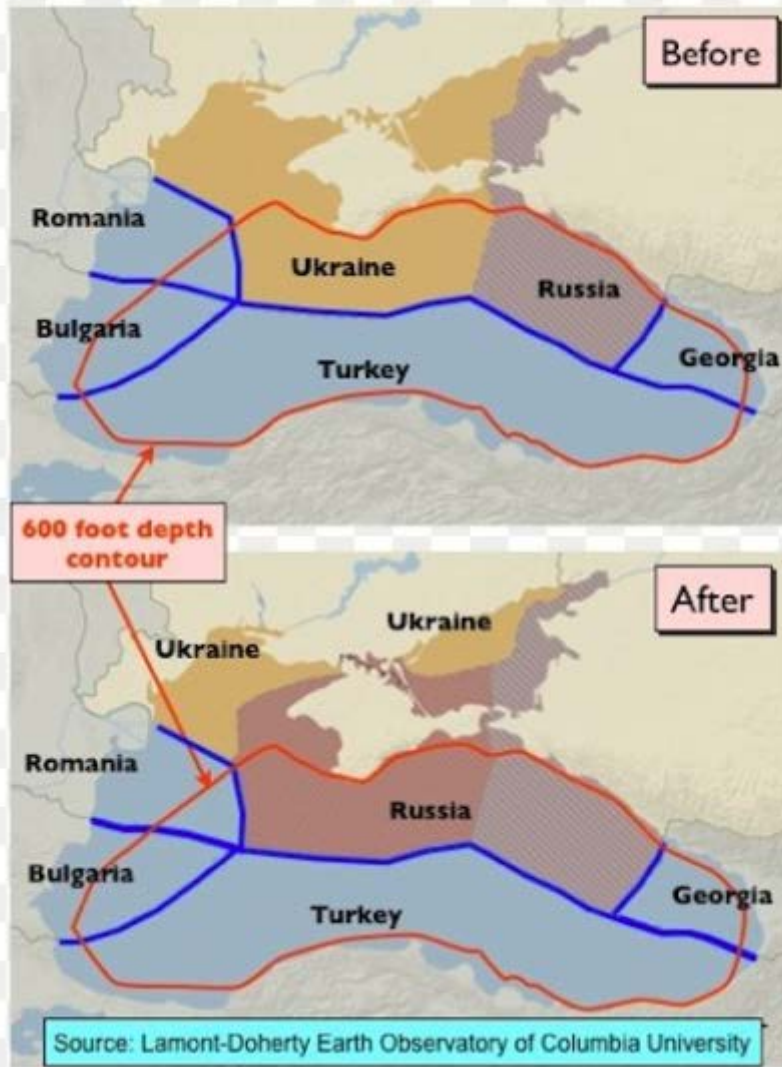 Before
Romania
Ukraine
Russia
Bulgaria
Georgia
Turkey
600 foot depth
contour
After
Ukraine
Ukraine
Romania
Russia
Bulgaria
Georgia
Turkey
Source: Lamont-Doherty Earth Observatory of Columbia University